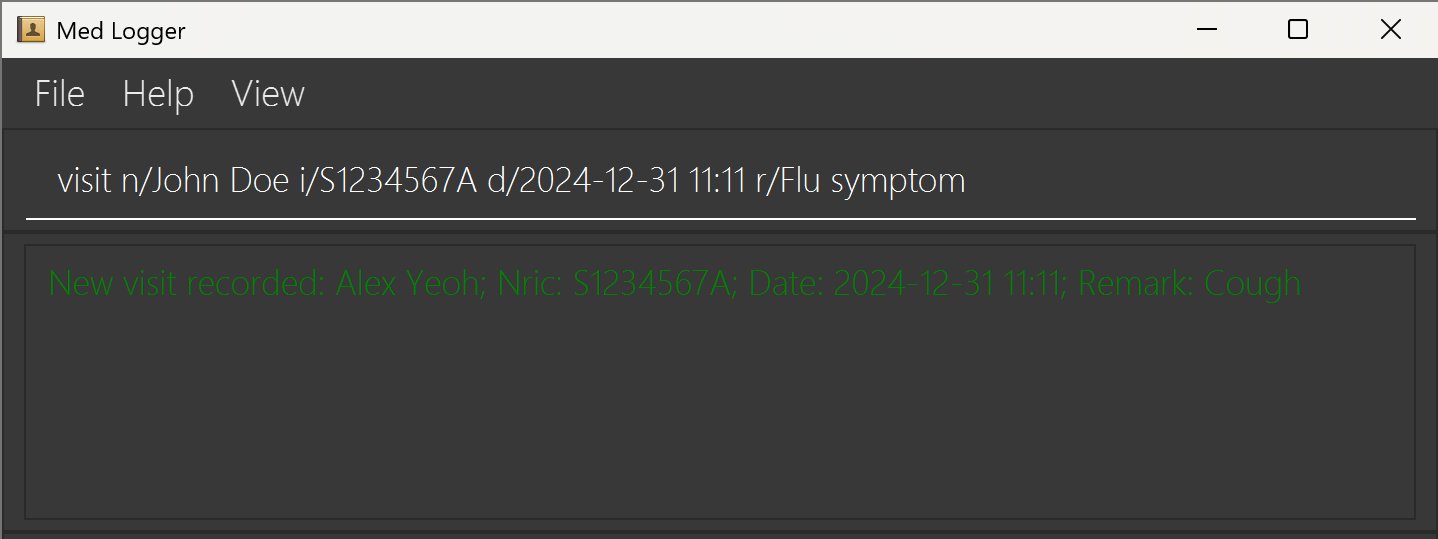 Med Logger
File Help View
visit n/John Doe i/S1234567A d/2024-12-31 11:11 r/Flu symptom
New visit recorded: Alex Yeoh; Nric: S1234567A; Date: 2024-12-31 11:11; Remark: Cough